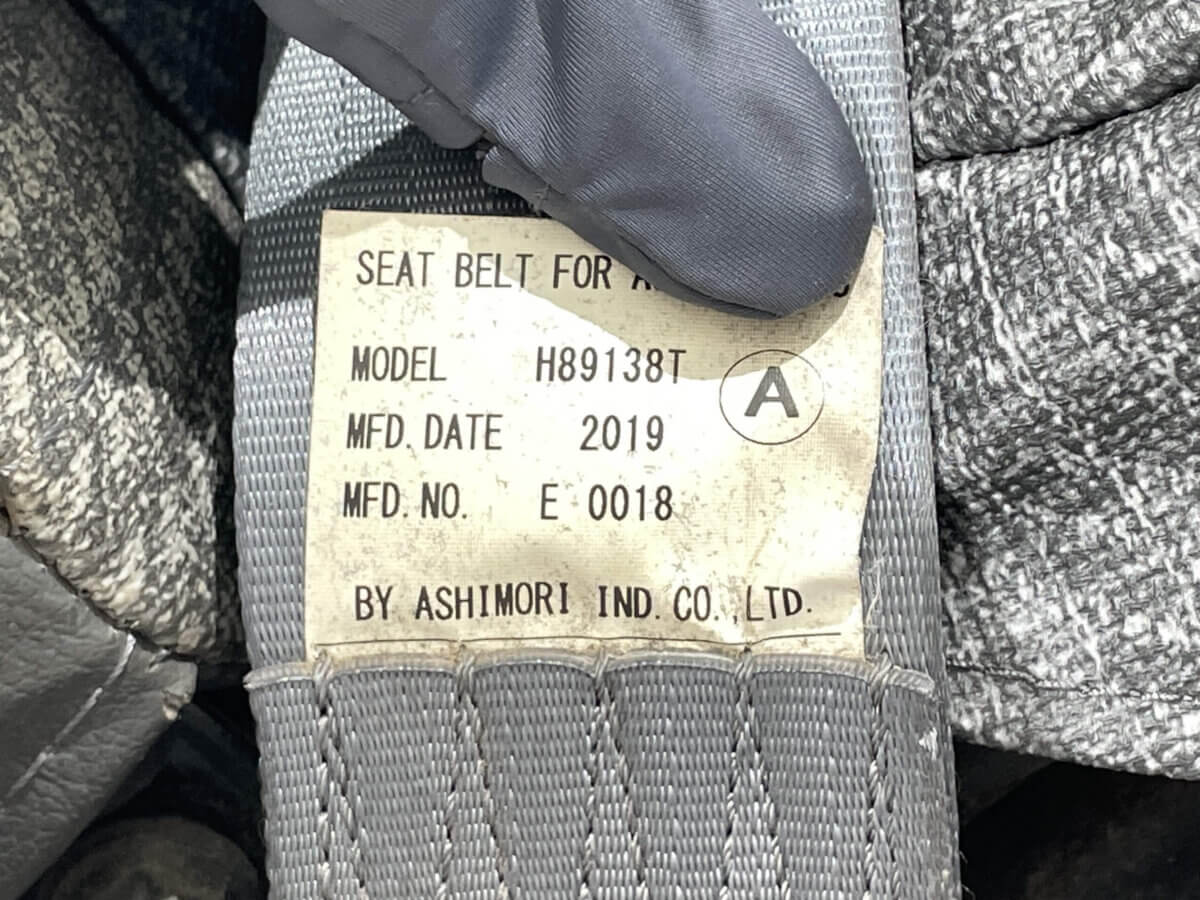 SEAT BELT FOR
MODEL H89138T
A
MFD. DATE 2019
MFD. NO. E 0018
BY ASHIMORI IND. CO.,LTD.